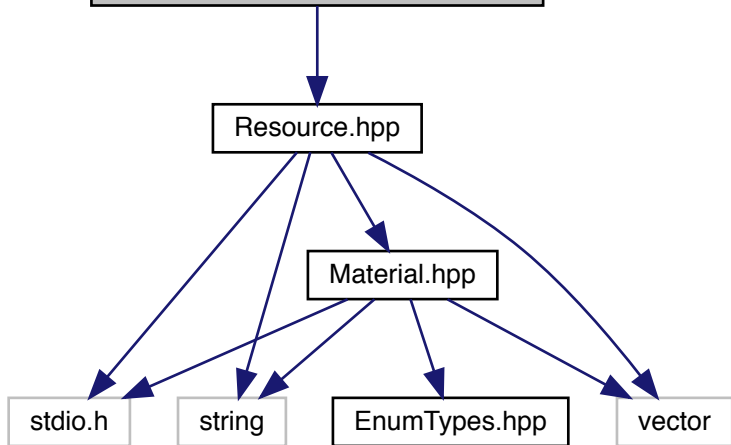 Resource.hpp
Material.hpp
stdio.h
string
EnumTypes.hpp
vector